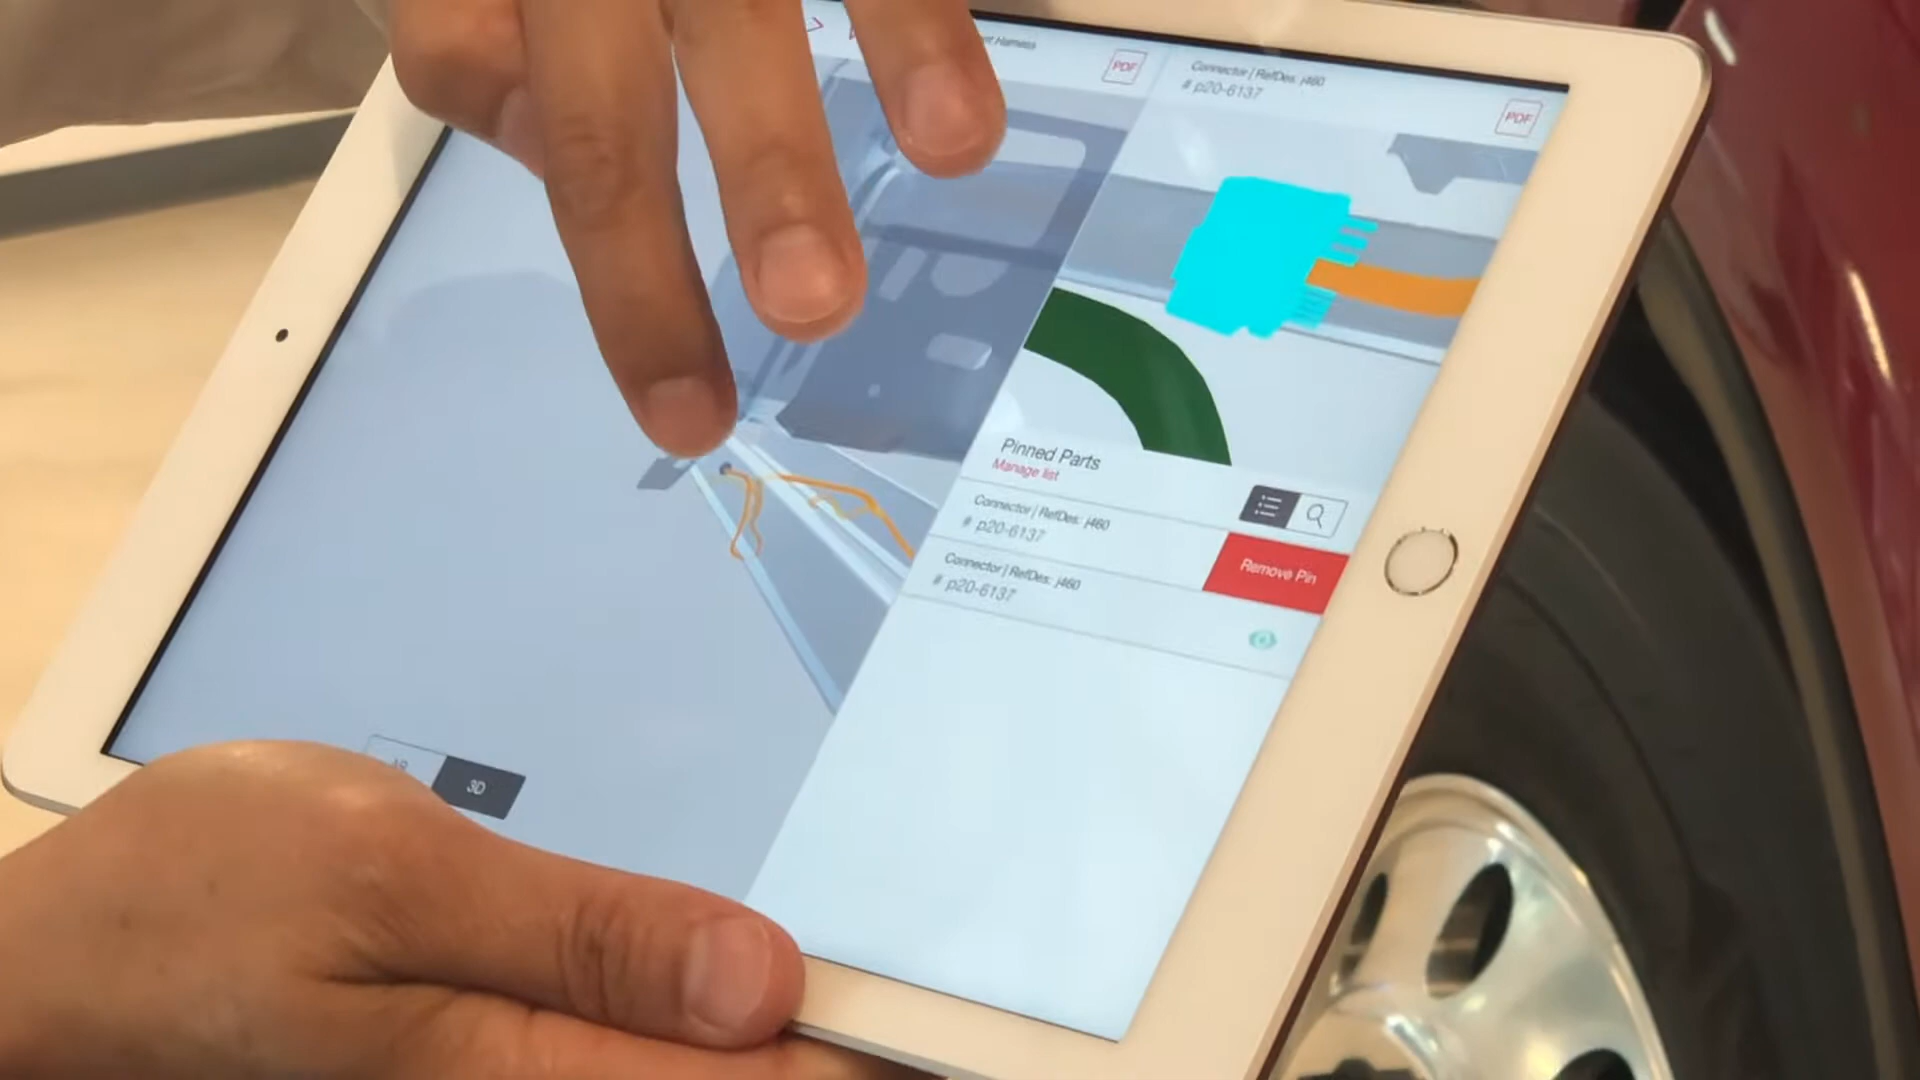 Harness
PDF
Connector | RefDes: j460
# p20-6137
PDF
Pinned Parts
Manage list
Connector | RefDes: j460
# p20-6137
Remove Pin
Connector | RefDes: j460
# p20-6137
3D